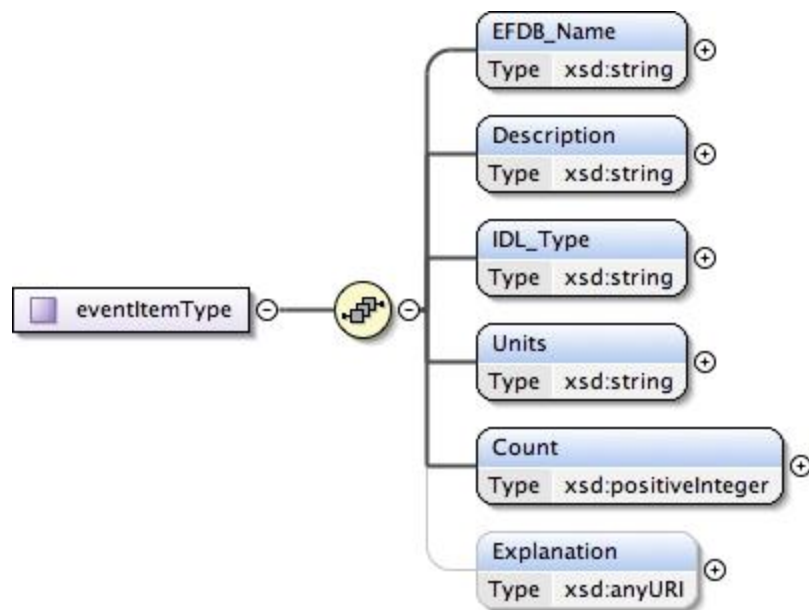 EFDB_Name
Type xsd:string
Description
Type xsd:string
IDL_Type
Type xsd:string
eventItemType
Units
Type xsd:string
Count
Type xsd:positiveInteger
Explanation
Type xsd:anyURI